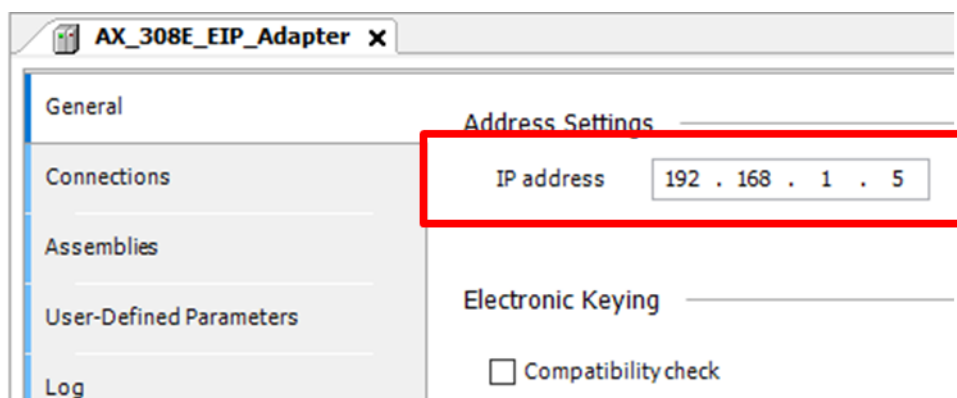 AX_308E_EIP_Adapter x
General
Connections
Assemblies
User-Defined Parameters
Log
Address Settings
IP address 192 . 168 . 1 . 5
Electronic Keying
Compatibility check